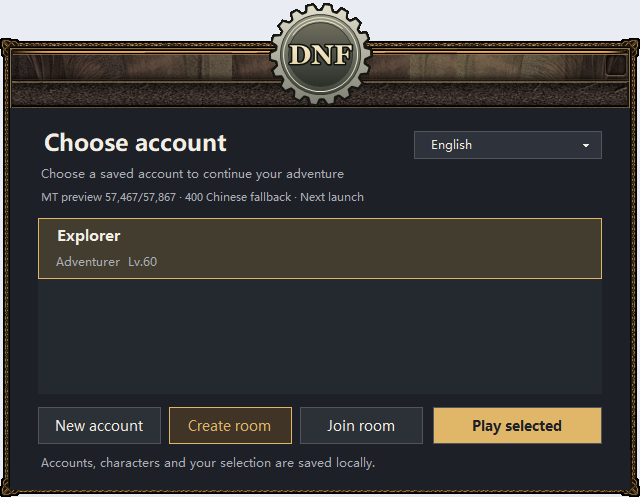 DNF
Choose account
English
Choose a saved account to continue your adventure
MT preview 57,467/57,867 · 400 Chinese fallback · Next launch
Explorer
Adventurer Lv.60
New account
Create room
Join room
Play selected
Accounts, characters and your selection are saved locally.